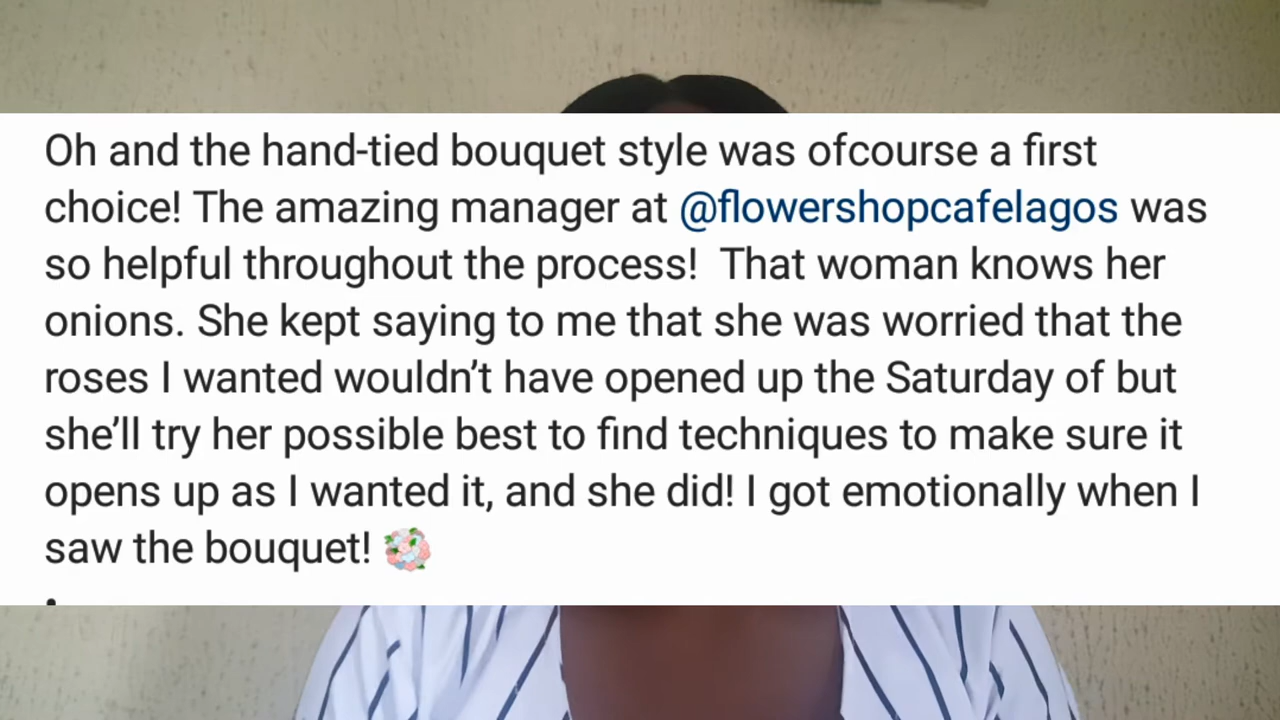 Oh and the hand-tied bouquet style was ofcourse a first
choice! The amazing manager at @flowershopcafelagos was
so helpful throughout the process!  That woman knows her
onions. She kept saying to me that she was worried that the
roses I wanted wouldn’t have opened up the Saturday of but
she’ll try her possible best to find techniques to make sure it
opens up as I wanted it, and she did! I got emotionally when I
saw the bouquet! 💐